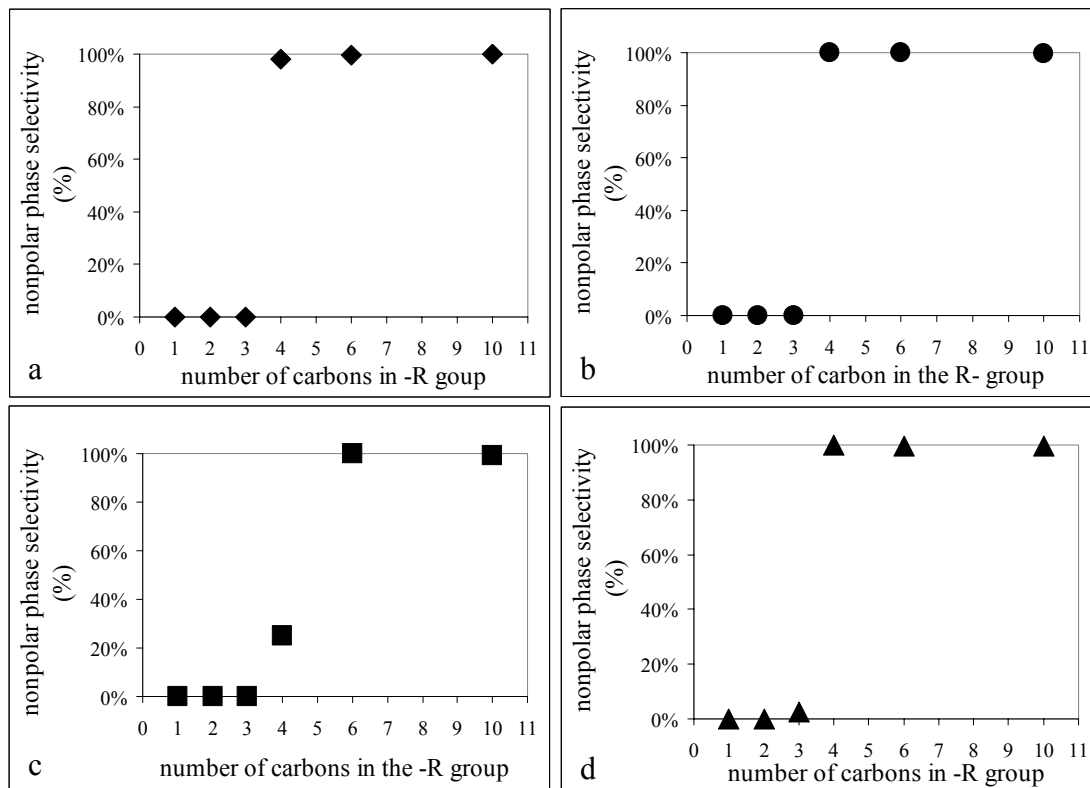 nonpolar phase selectivity
(%)
100%
80%
60%
40%
20%
0%
0 1 2 3 4 5 6 7 8 9 10 11
a
number of carbons in -R goup
nonpolar phase selectivity
(%)
100%
80%
60%
40%
20%
0%
0 1 2 3 4 5 6 7 8 9 10 11
b
number of carbon in the R- group
nonpolar phase selectivity
(%)
100%
80%
60%
40%
20%
0%
0 1 2 3 4 5 6 7 8 9 10 11
c
number of carbons in the -R group
nonpolar phase selectivity
(%)
100%
80%
60%
40%
20%
0%
0 1 2 3 4 5 6 7 8 9 10 11
d
number of carbons in -R group